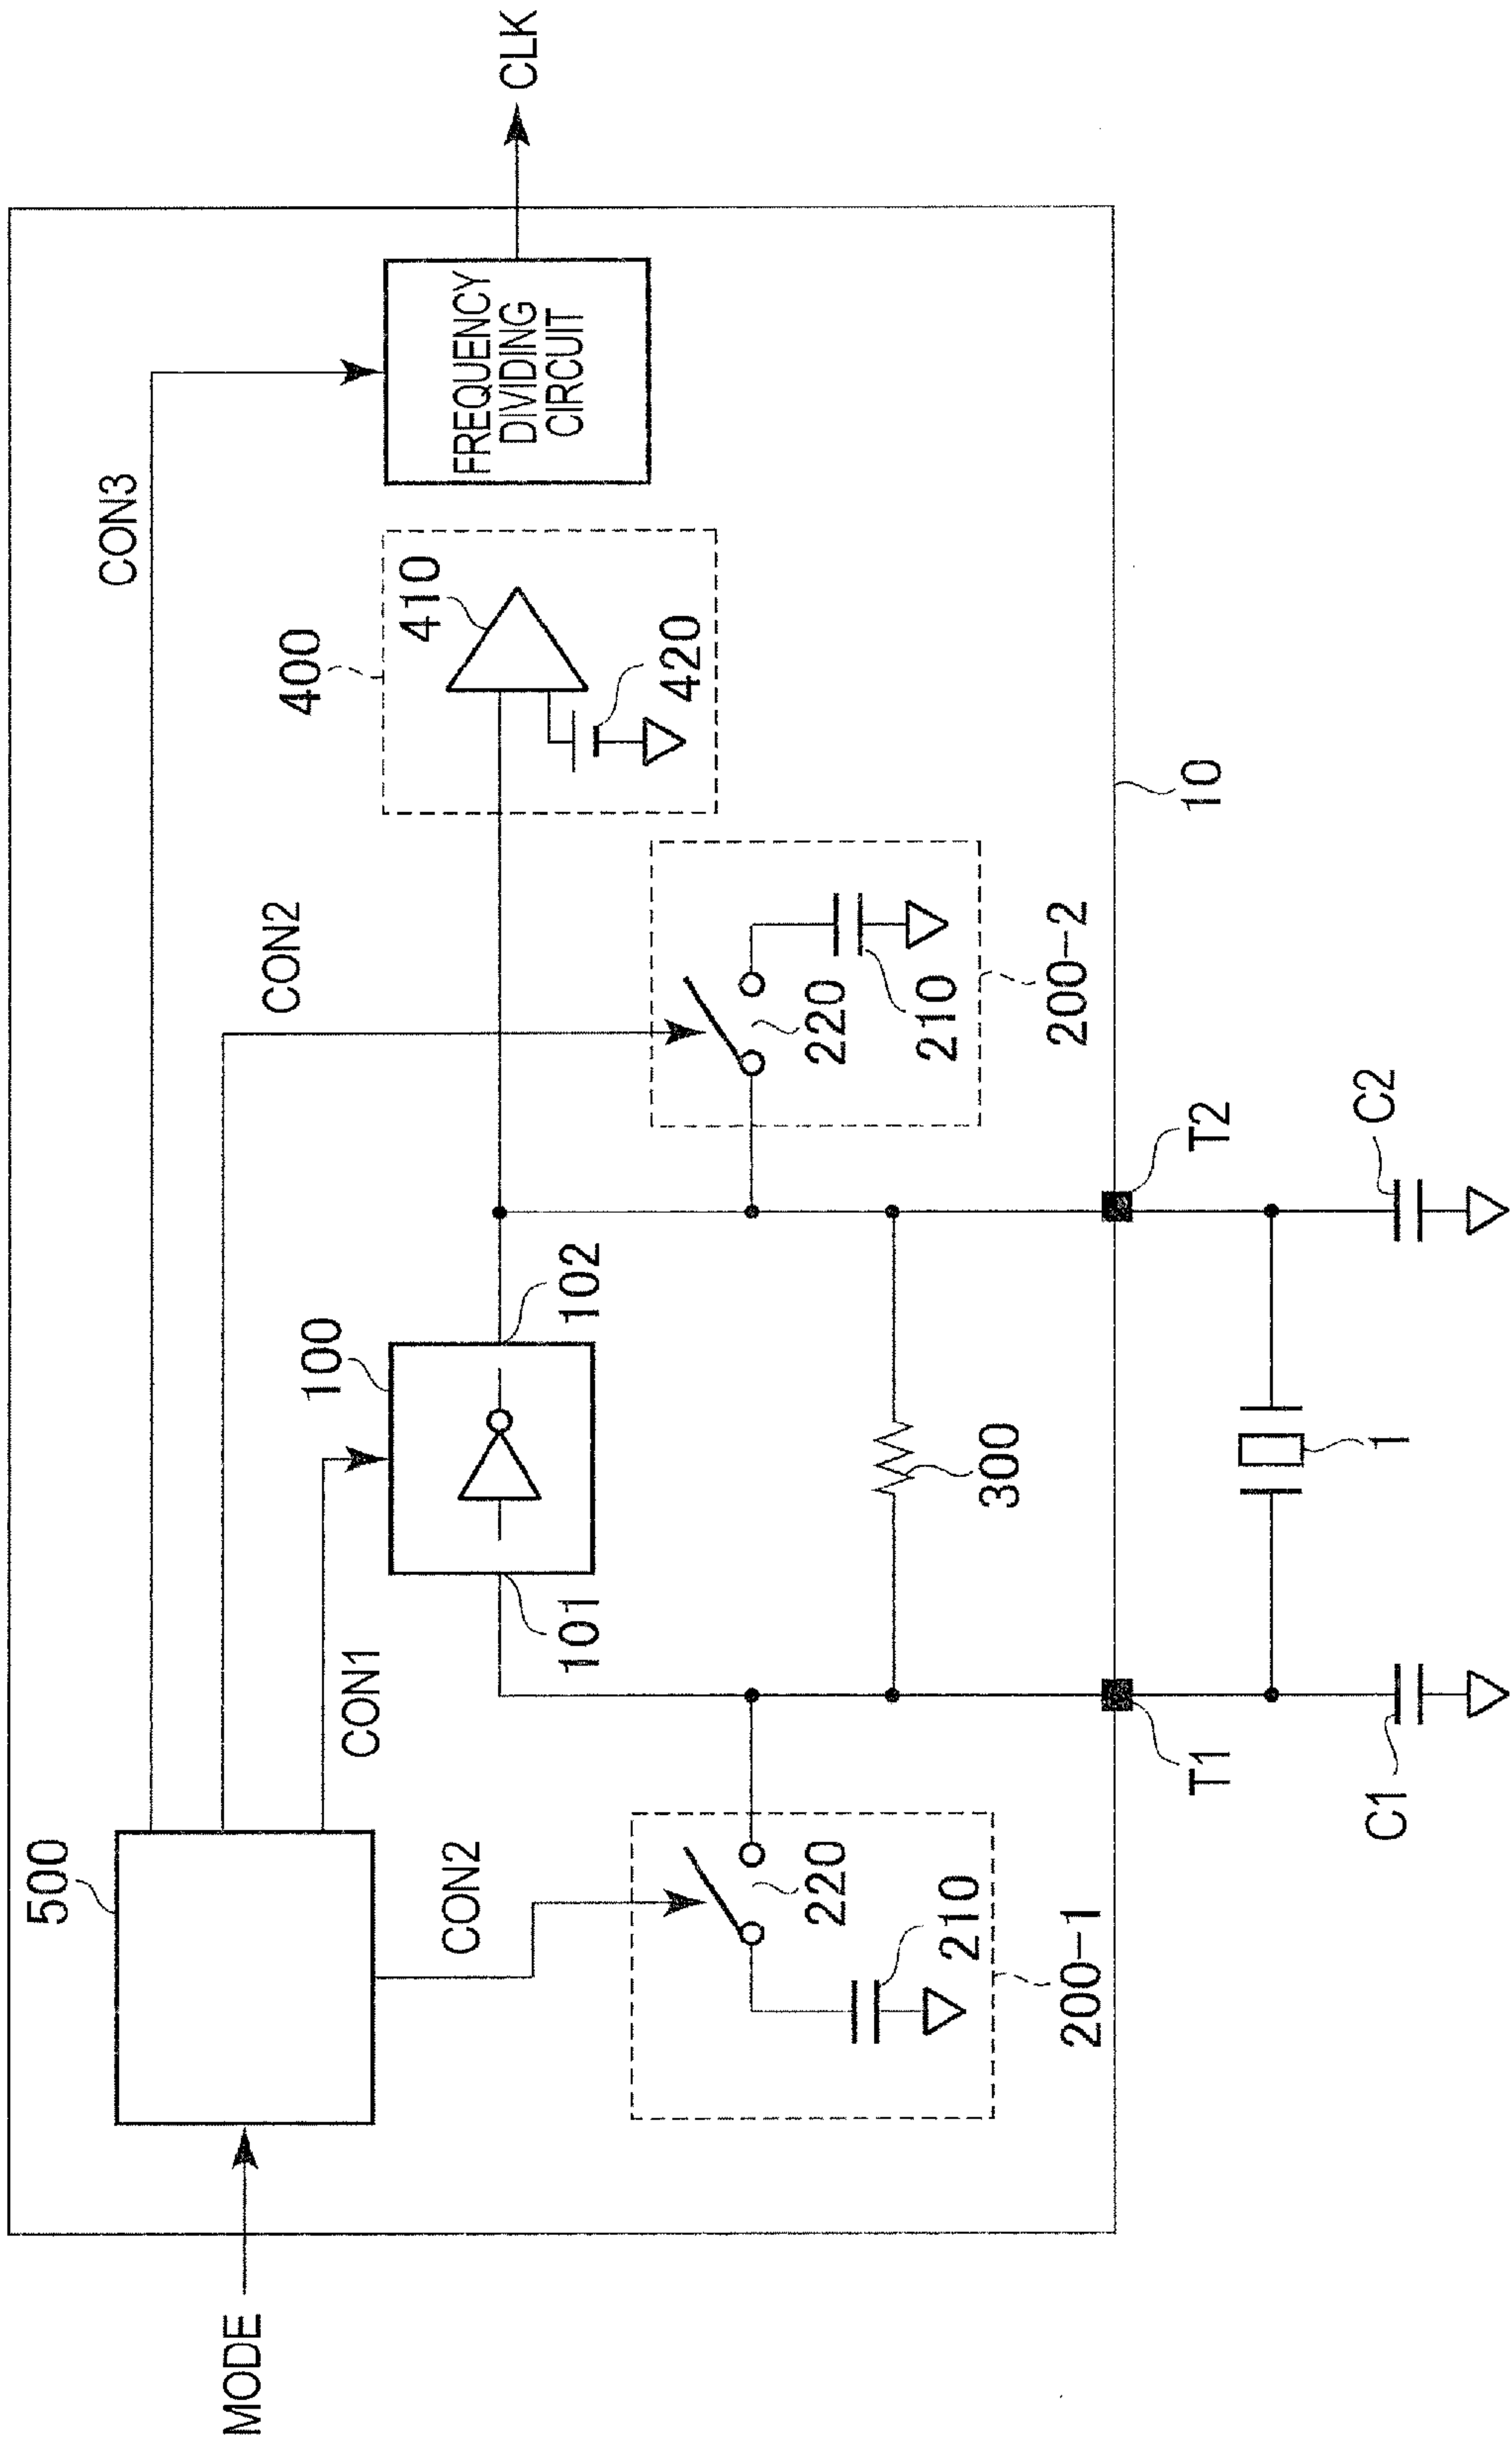 MODE
500
CON3
CON2
CON1
CON2
100
101
102
400
410
420
FREQUENCY
DIVIDING
CIRCUIT
CLK
220
210
200-1
220
210
200-2
300
10
T1
T2
C1
1
C2